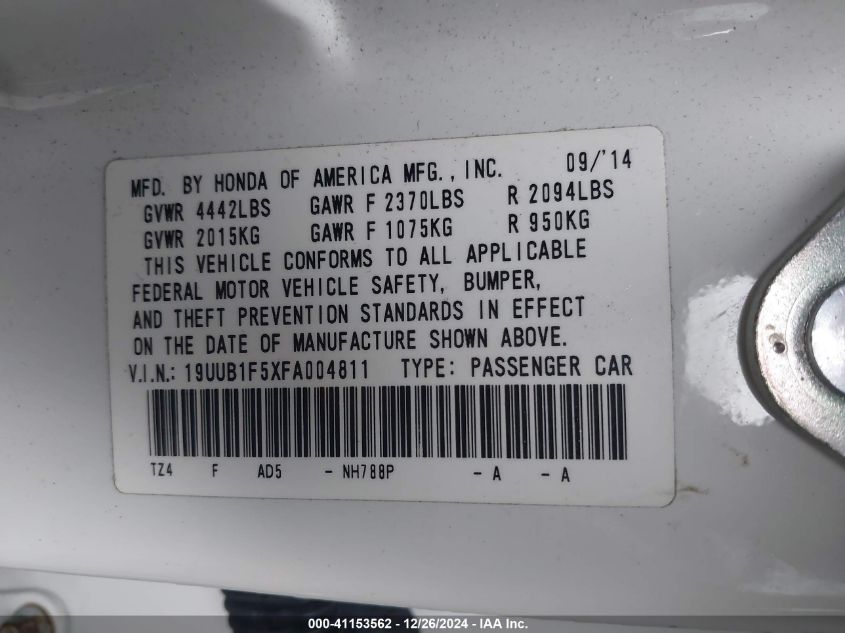 MFD. BY HONDA OF AMERICA MFG., INC. 09/'14
GVWR 4442LBS GAWR F 2370LBS R 2094LBS
GVWR 2015KG GAWR F 1075KG R 950KG
THIS VEHICLE CONFORMS TO ALL APPLICABLE
FEDERAL MOTOR VEHICLE SAFETY, BUMPER,
AND THEFT PREVENTION STANDARDS IN EFFECT
ON THE DATE OF MANUFACTURE SHOWN ABOVE.
V.I.N.: 19UUB1F5XFA004811 TYPE: PASSENGER CAR
TZ4 F AD5 - NH788P - A - A
000-41153562 - 12/26/2024 - IAA Inc.